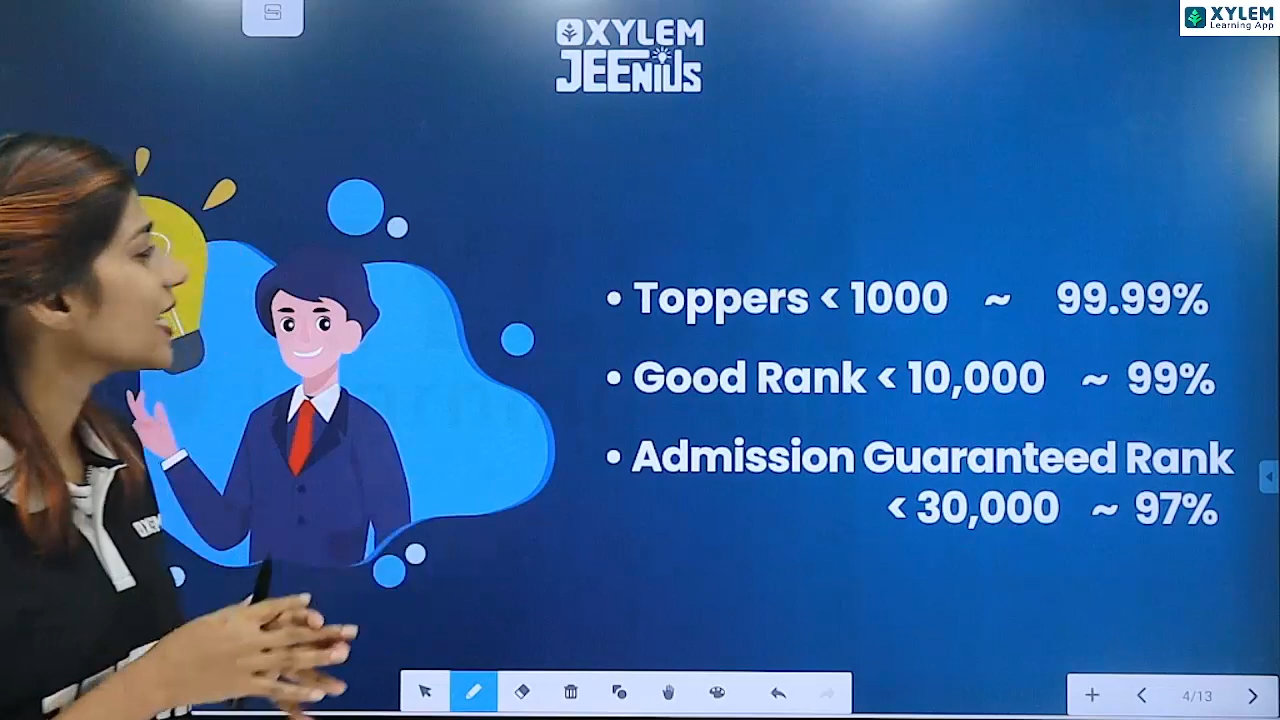 XYLEM
JEENIUS
XYLEM
Learning App
• Toppers < 1000 ~ 99.99%
• Good Rank < 10,000 ~ 99%
• Admission Guaranteed Rank
< 30,000 ~ 97%
4/13